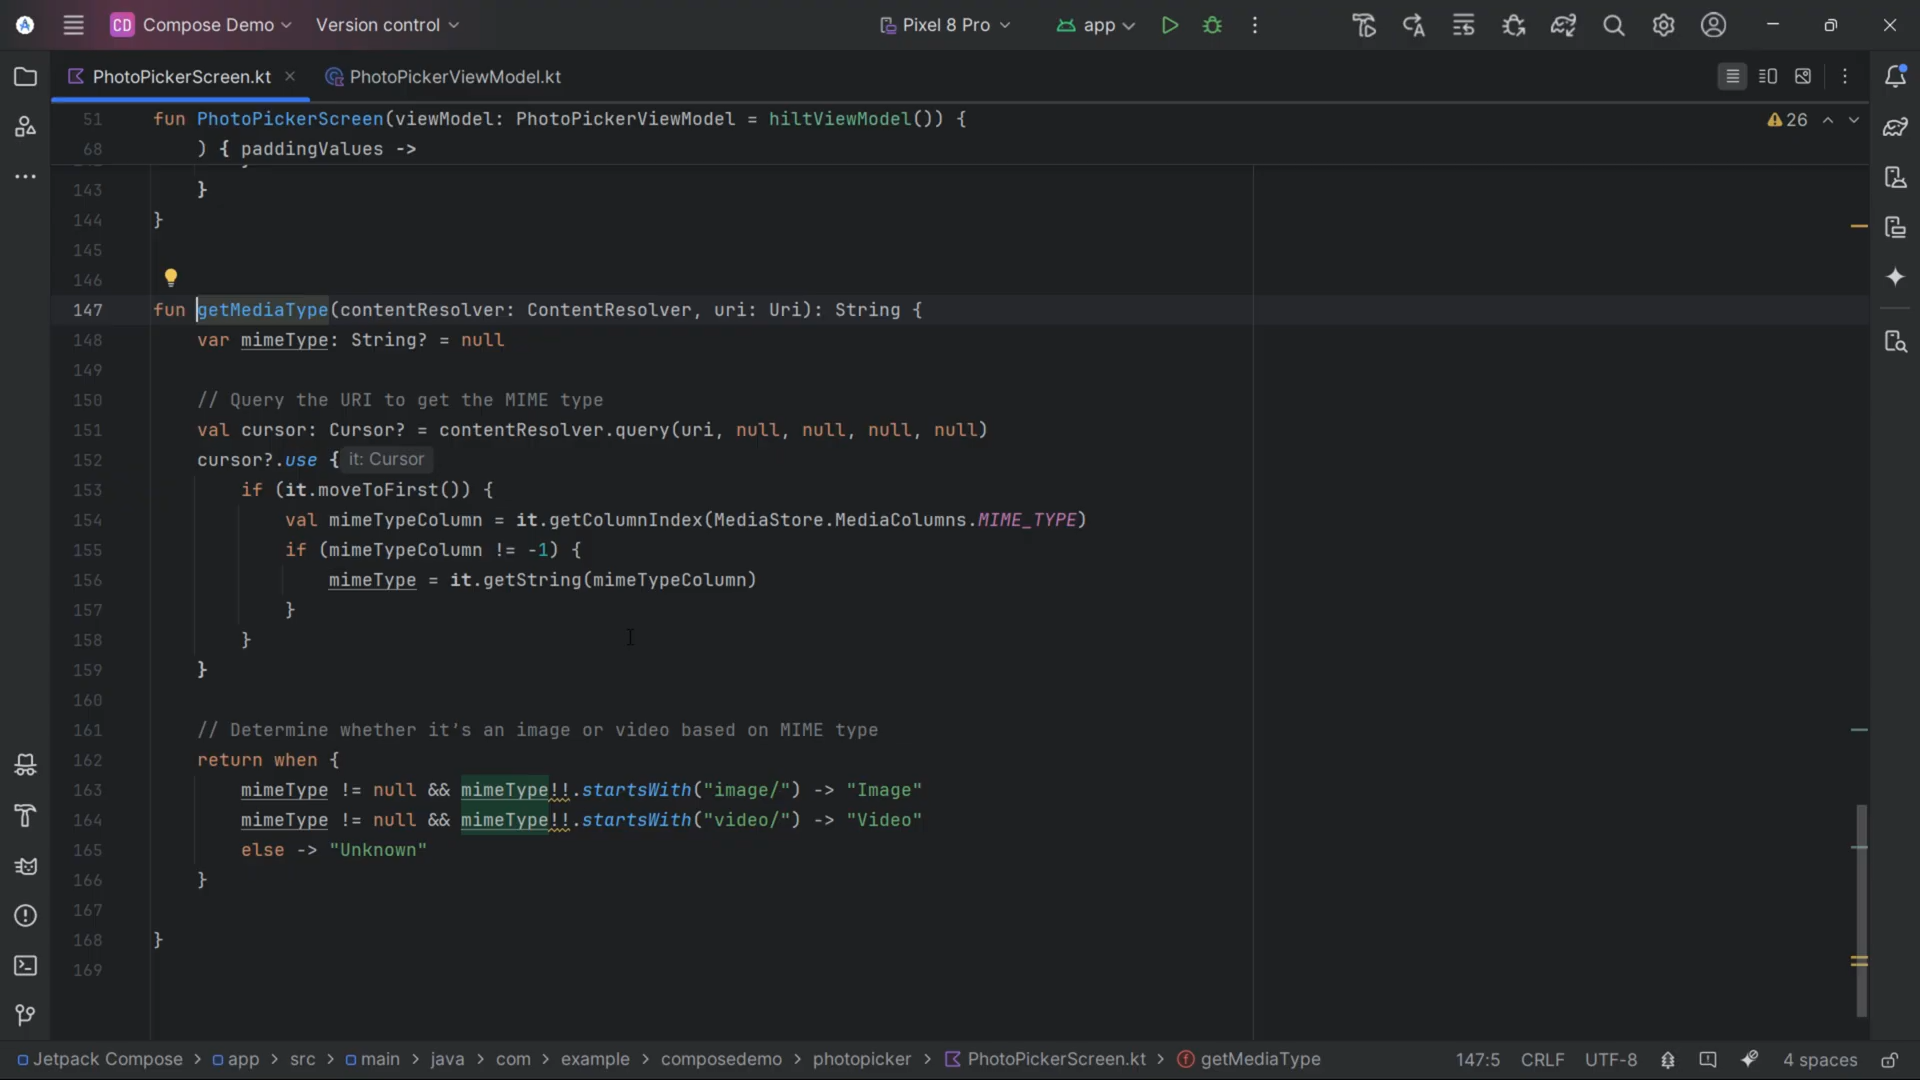 CD Compose Demo Version control Pixel 8 Pro app
PhotoPickerScreen.kt PhotoPickerViewModel.kt
51 fun PhotoPickerScreen(viewModel: PhotoPickerViewModel = hiltViewModel()) { 26
68 ) { paddingValues ->
143 }
144 }
145
146
147 fun getMediaType(contentResolver: ContentResolver, uri: Uri): String {
148 var mimeType: String? = null
149
150 // Query the URI to get the MIME type
151 val cursor: Cursor? = contentResolver.query(uri, null, null, null, null)
152 cursor?.use { it: Cursor
153 if (it.moveToFirst()) {
154 val mimeTypeColumn = it.getColumnIndex(MediaStore.MediaColumns.MIME_TYPE)
155 if (mimeTypeColumn != -1) {
156 mimeType = it.getString(mimeTypeColumn)
157 }
158 }
159 }
160
161 // Determine whether it's an image or video based on MIME type
162 return when {
163 mimeType != null && mimeType!!.startsWith("image/") -> "Image"
164 mimeType != null && mimeType!!.startsWith("video/") -> "Video"
165 else -> "Unknown"
166 }
167
168 }
169
Jetpack Compose > app > src > main > java > com > example > composedemo > photopicker > PhotoPickerScreen.kt > getMediaType 147:5 CRLF UTF-8 4 spaces